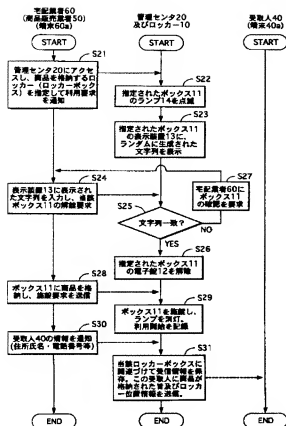 宅配業者60
(商品販売業者50)
(端末60a)
管理センタ20
及びロッカー10
受取人40
(端末40a)
START
START
START
S21
管理センタ20にアクセ
スし、商品を格納するロ
ッカー(ロッカーボック
ス)を指定して利用要求
を通知
S22
指定されたボックス11
のランプ14を点滅
S23
指定されたボックス11
の表示装置13に、
ランダムに生成された
文字列を表示
S24
表示装置13に表示され
た文字列を入力し、当該
ボックス11の解錠要求
S27
宅配業者60に
ボックス11の
確認を要求
S25
文字列一致?
NO
YES
S26
指定されたボックス11
の電子錠12を解除
S28
ボックス11に商品を格
納し、施錠要求を送信
S29
ボックス11を施錠し、
ランプを消灯、
利用開始を記録
S30
受取人40の情報を通知
(住所氏名・電話番号等)
S31
当該ロッカーボックスに
関連づけて受信情報を保
存。この受取人に商品が
格納された旨及びロッカ
ー位置情報を送信。
END
END
END